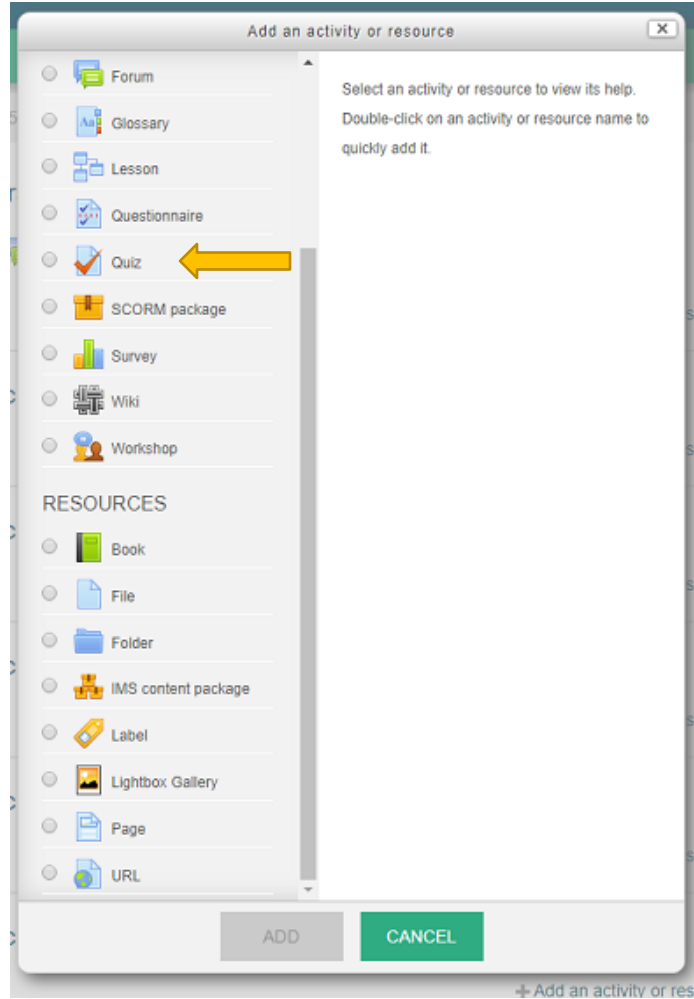 Add an activity or resource
Forum
Glossary
Lesson
Questionnaire
Quiz
SCORM package
Survey
Wiki
Workshop
RESOURCES
Book
File
Folder
IMS content package
Label
Lightbox Gallery
Page
URL
Select an activity or resource to view its help.
Double-click on an activity or resource name to
quickly add it.
ADD
CANCEL
+ Add an activity or res